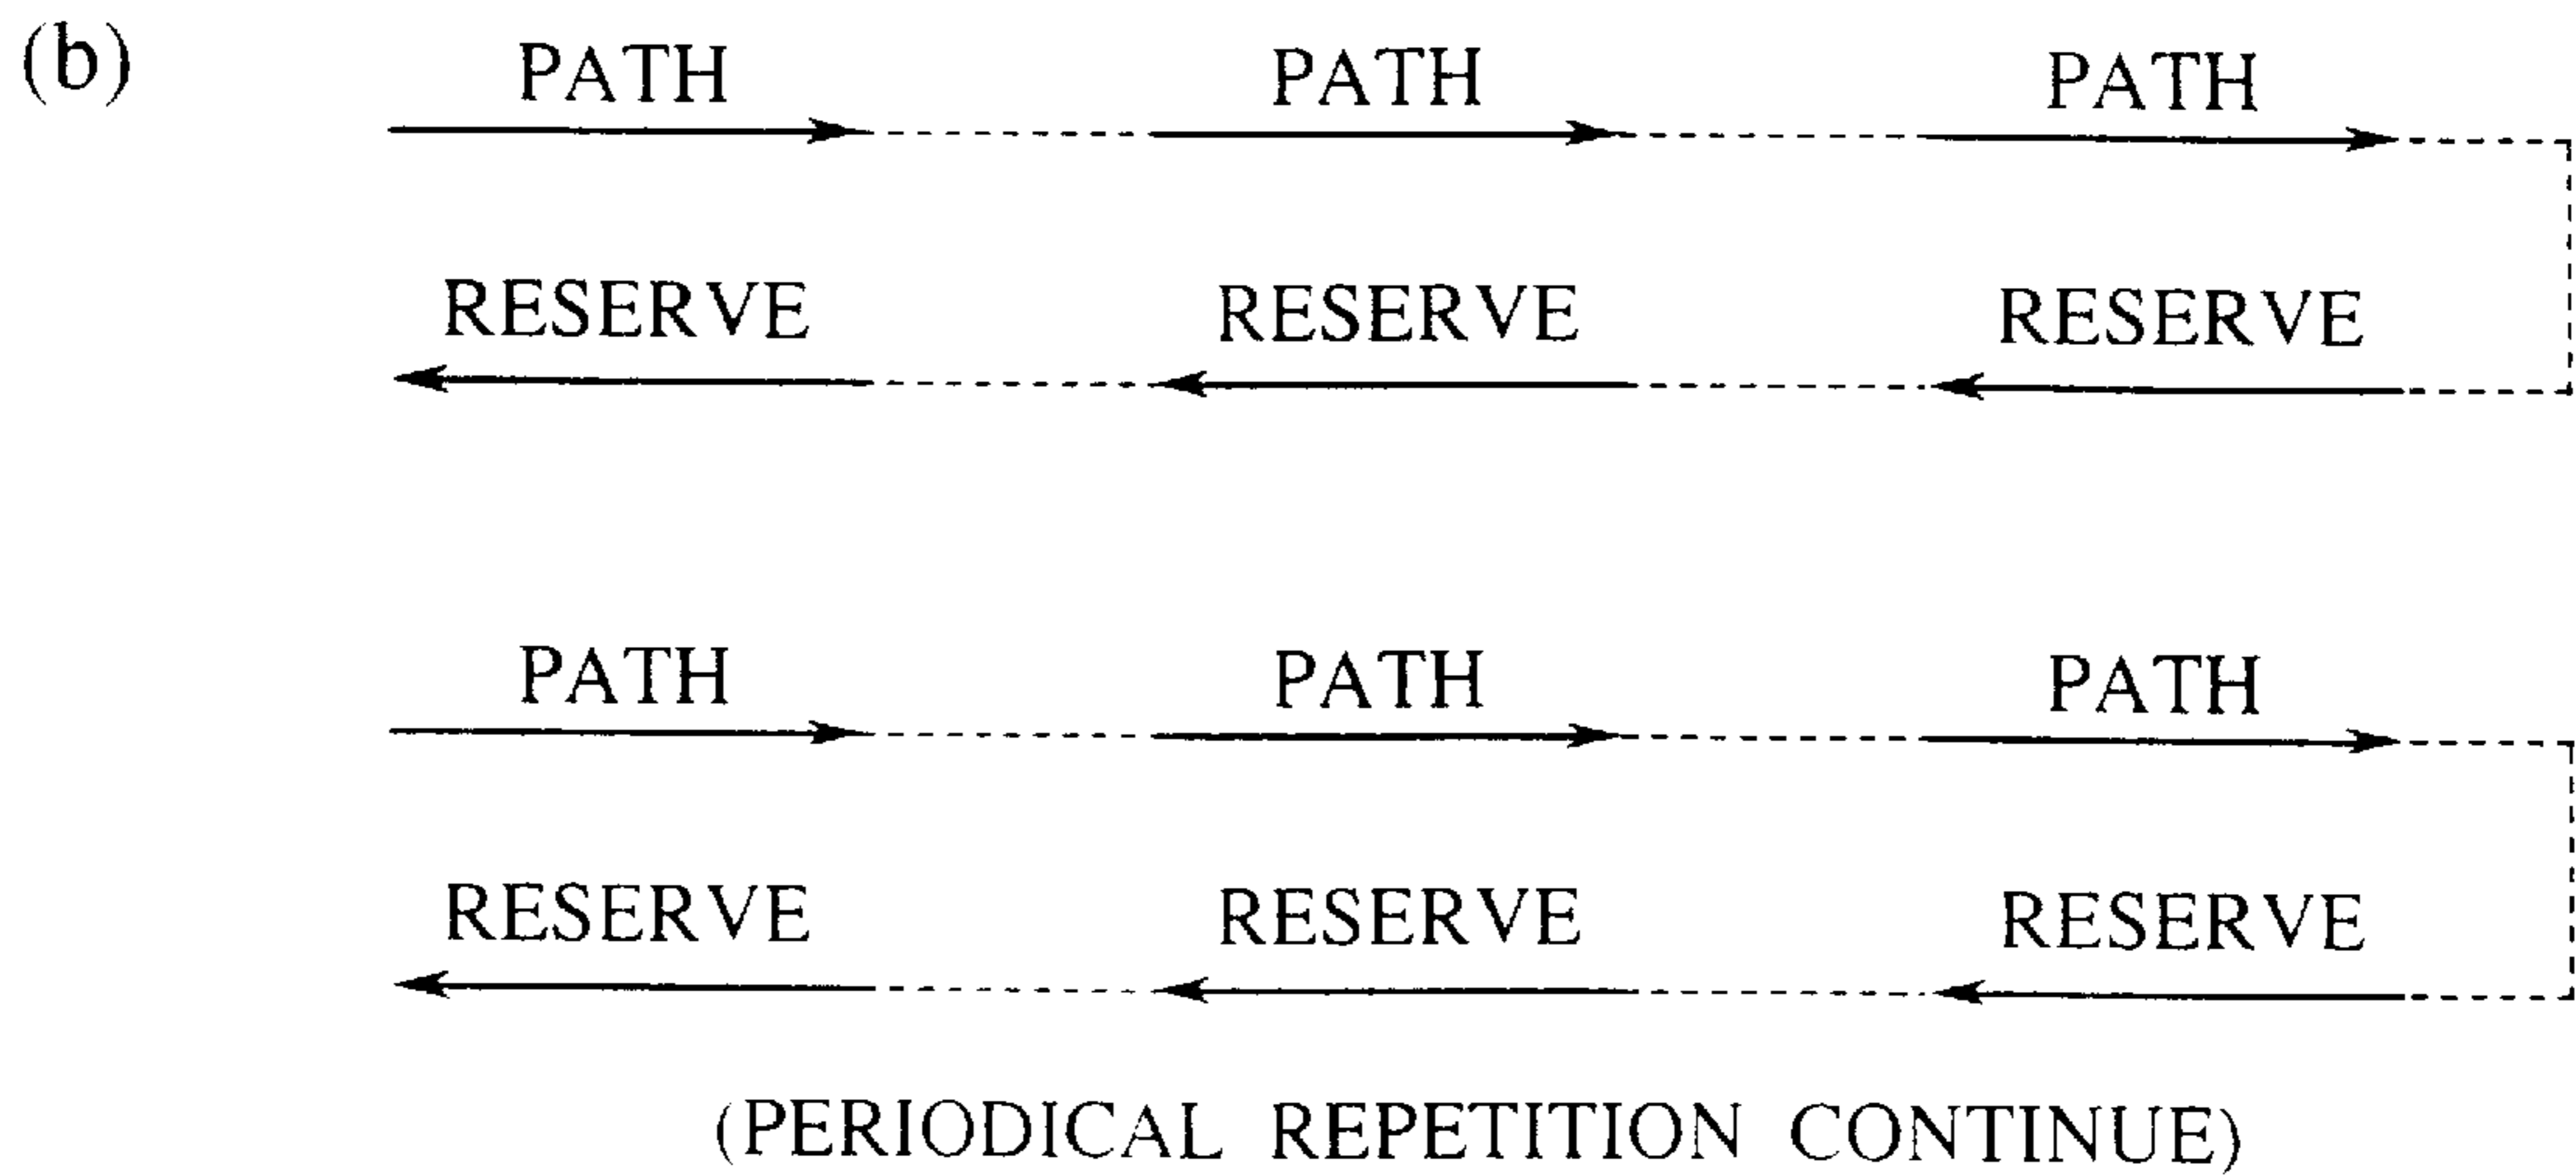 (b) PATH PATH PATH
RESERVE RESERVE RESERVE
PATH PATH PATH
RESERVE RESERVE RESERVE
(PERIODICAL REPETITION CONTINUE)